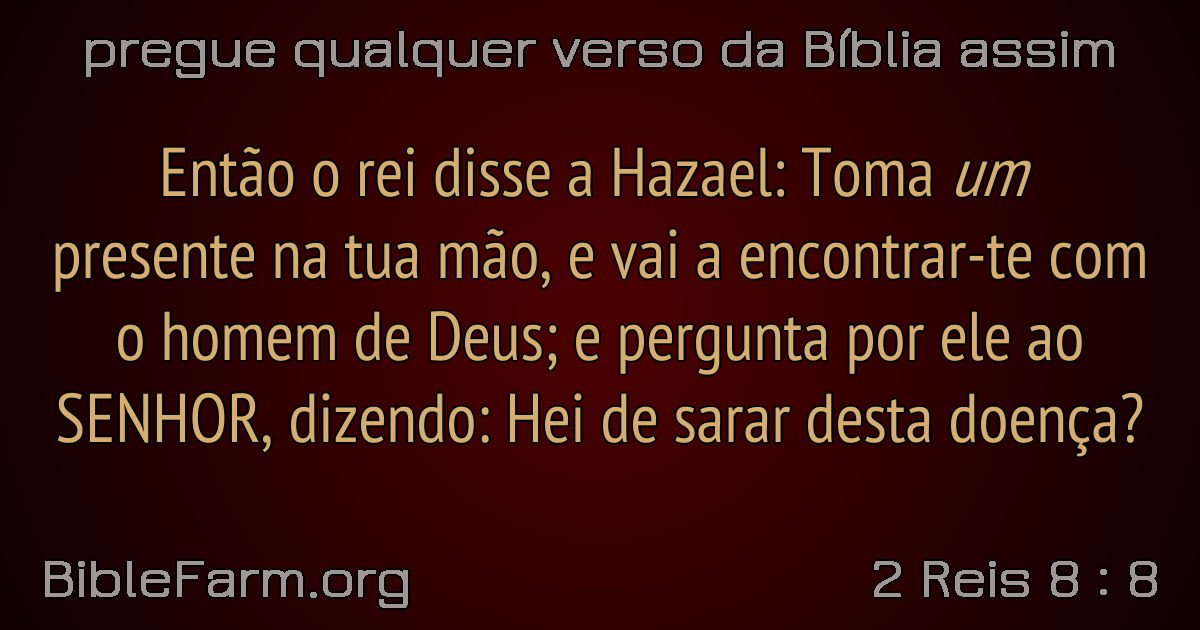 pregue qualquer verso da Bíblia assim
Então o rei disse a Hazael: Toma um
presente na tua mão, e vai a encontrar-te com
o homem de Deus; e pergunta por ele ao
SENHOR, dizendo: Hei de sarar desta doença?
BibleFarm.org
2 Reis 8 : 8